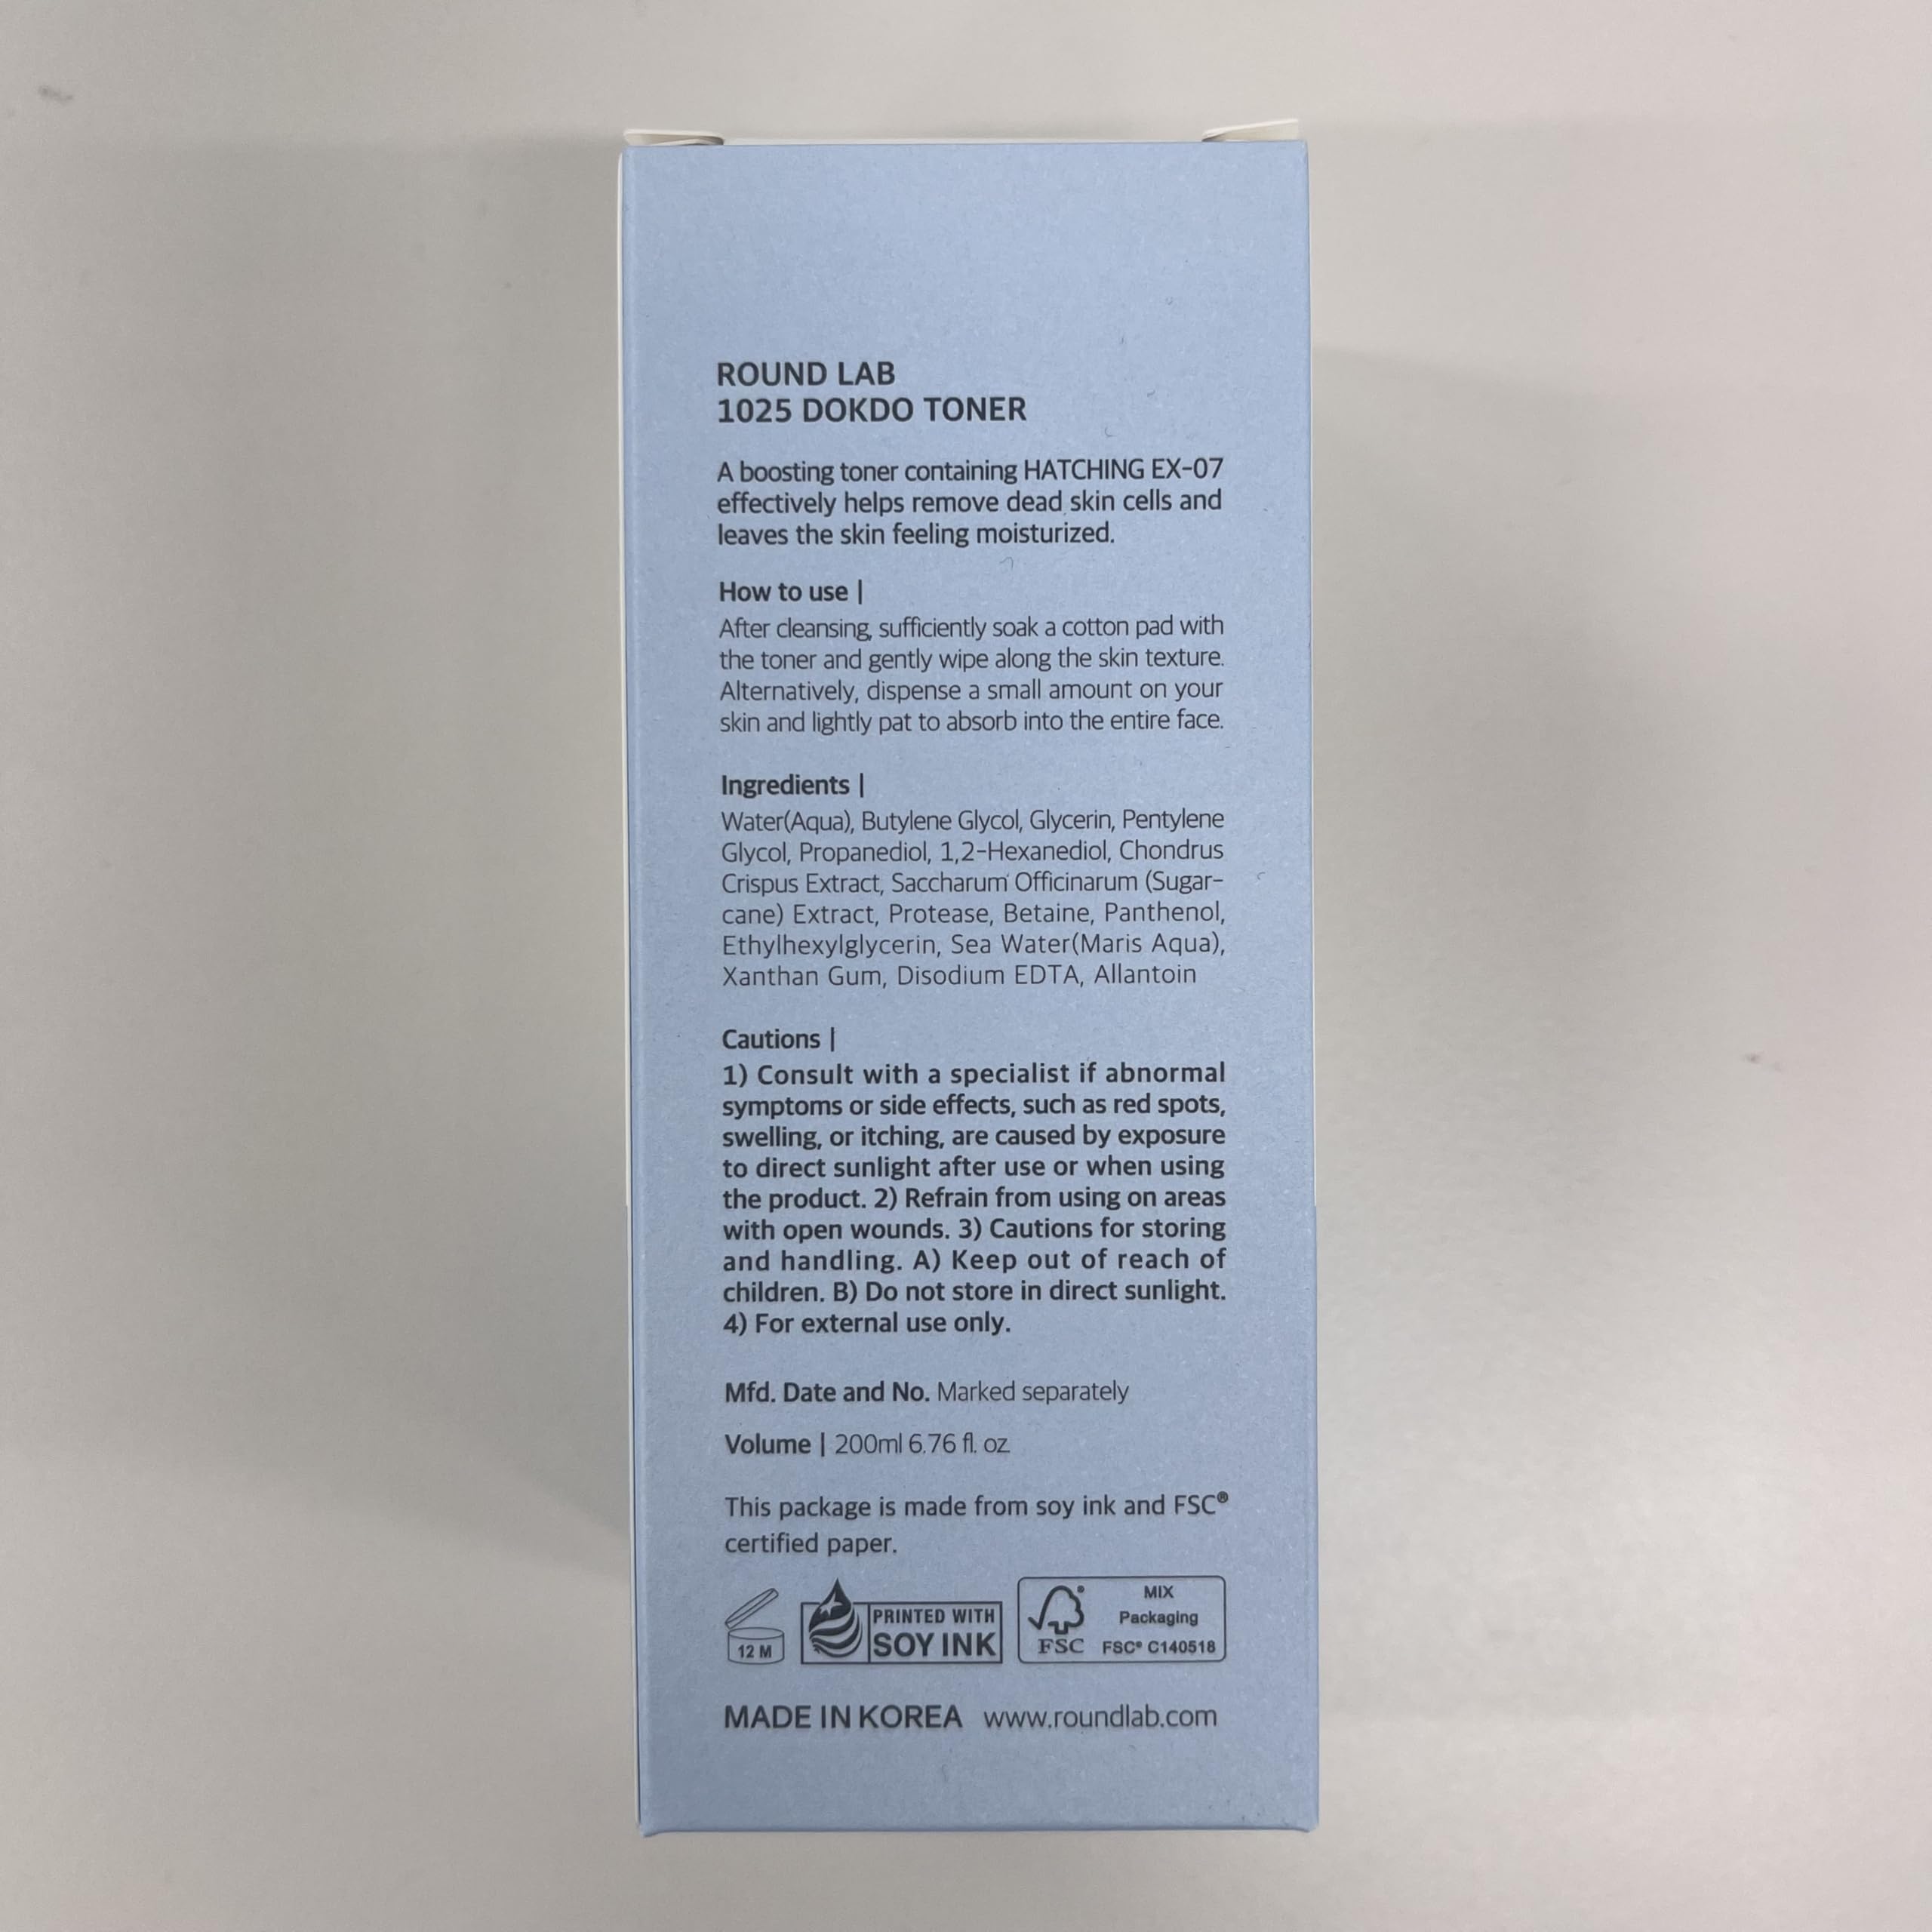 ROUND LAB
1025 DOKDO TONER
A boosting toner containing HATCHING EX-07
effectively helps remove dead skin cells and
leaves the skin feeling moisturized.
How to use |
After cleansing, sufficiently soak a cotton pad with
the toner and gently wipe along the skin texture.
Alternatively, dispense a small amount on your
skin and lightly pat to absorb into the entire face.
Ingredients |
Water(Aqua), Butylene Glycol, Glycerin, Pentylene
Glycol, Propanediol, 1,2-Hexanediol, Chondrus
Crispus Extract, Saccharum Officinarum (Sugar-
cane) Extract, Protease, Betaine, Panthenol,
Ethylhexylglycerin, Sea Water(Maris Aqua),
Xanthan Gum, Disodium EDTA, Allantoin
Cautions |
1) Consult with a specialist if abnormal
symptoms or side effects, such as red spots,
swelling, or itching, are caused by exposure
to direct sunlight after use or when using
the product. 2) Refrain from using on areas
with open wounds. 3) Cautions for storing
and handling. A) Keep out of reach of
children. B) Do not store in direct sunlight.
4) For external use only.
Mfd. Date and No. Marked separately
Volume | 200ml 6.76 fl. oz
This package is made from soy ink and FSC®
certified paper.
12 M
PRINTED WITH
SOY INK
FSC
MIX
Packaging
FSC® C140518
MADE IN KOREA www.roundlab.com